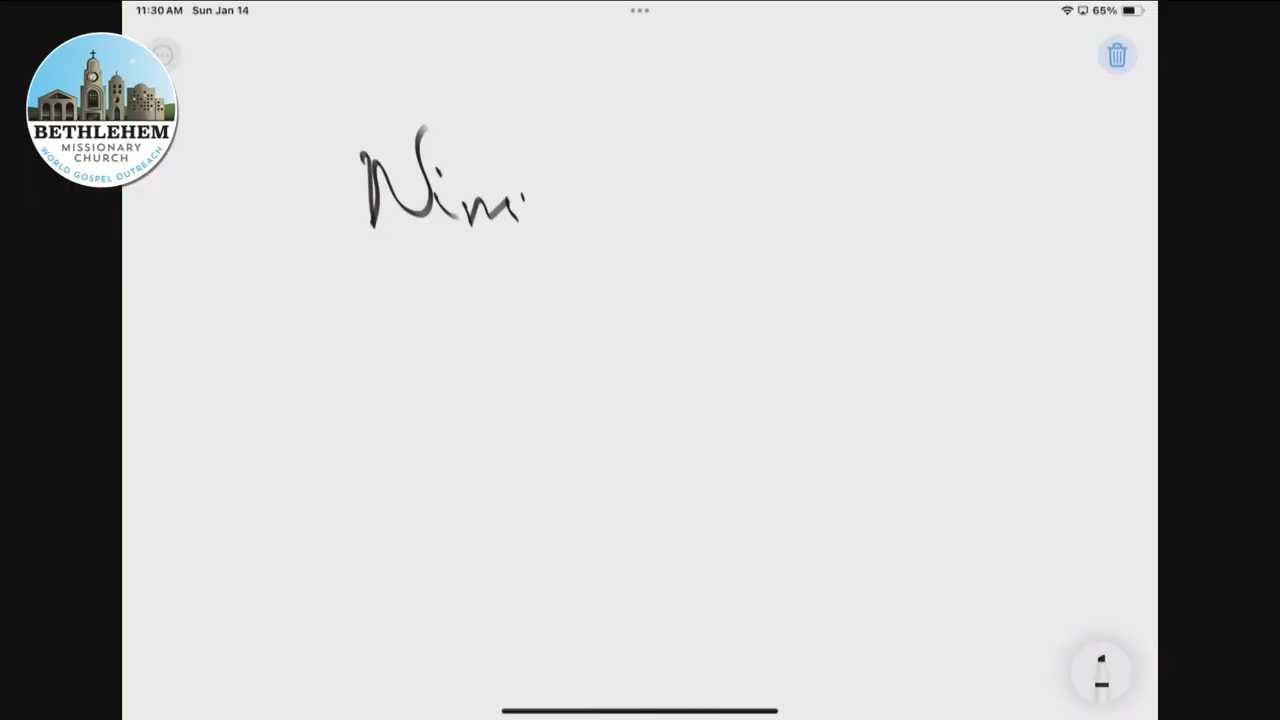 11:30 AM Sun Jan 14
65%
BETHLEHEM
MISSIONARY
CHURCH
WORLD GOSPEL OUTREACH